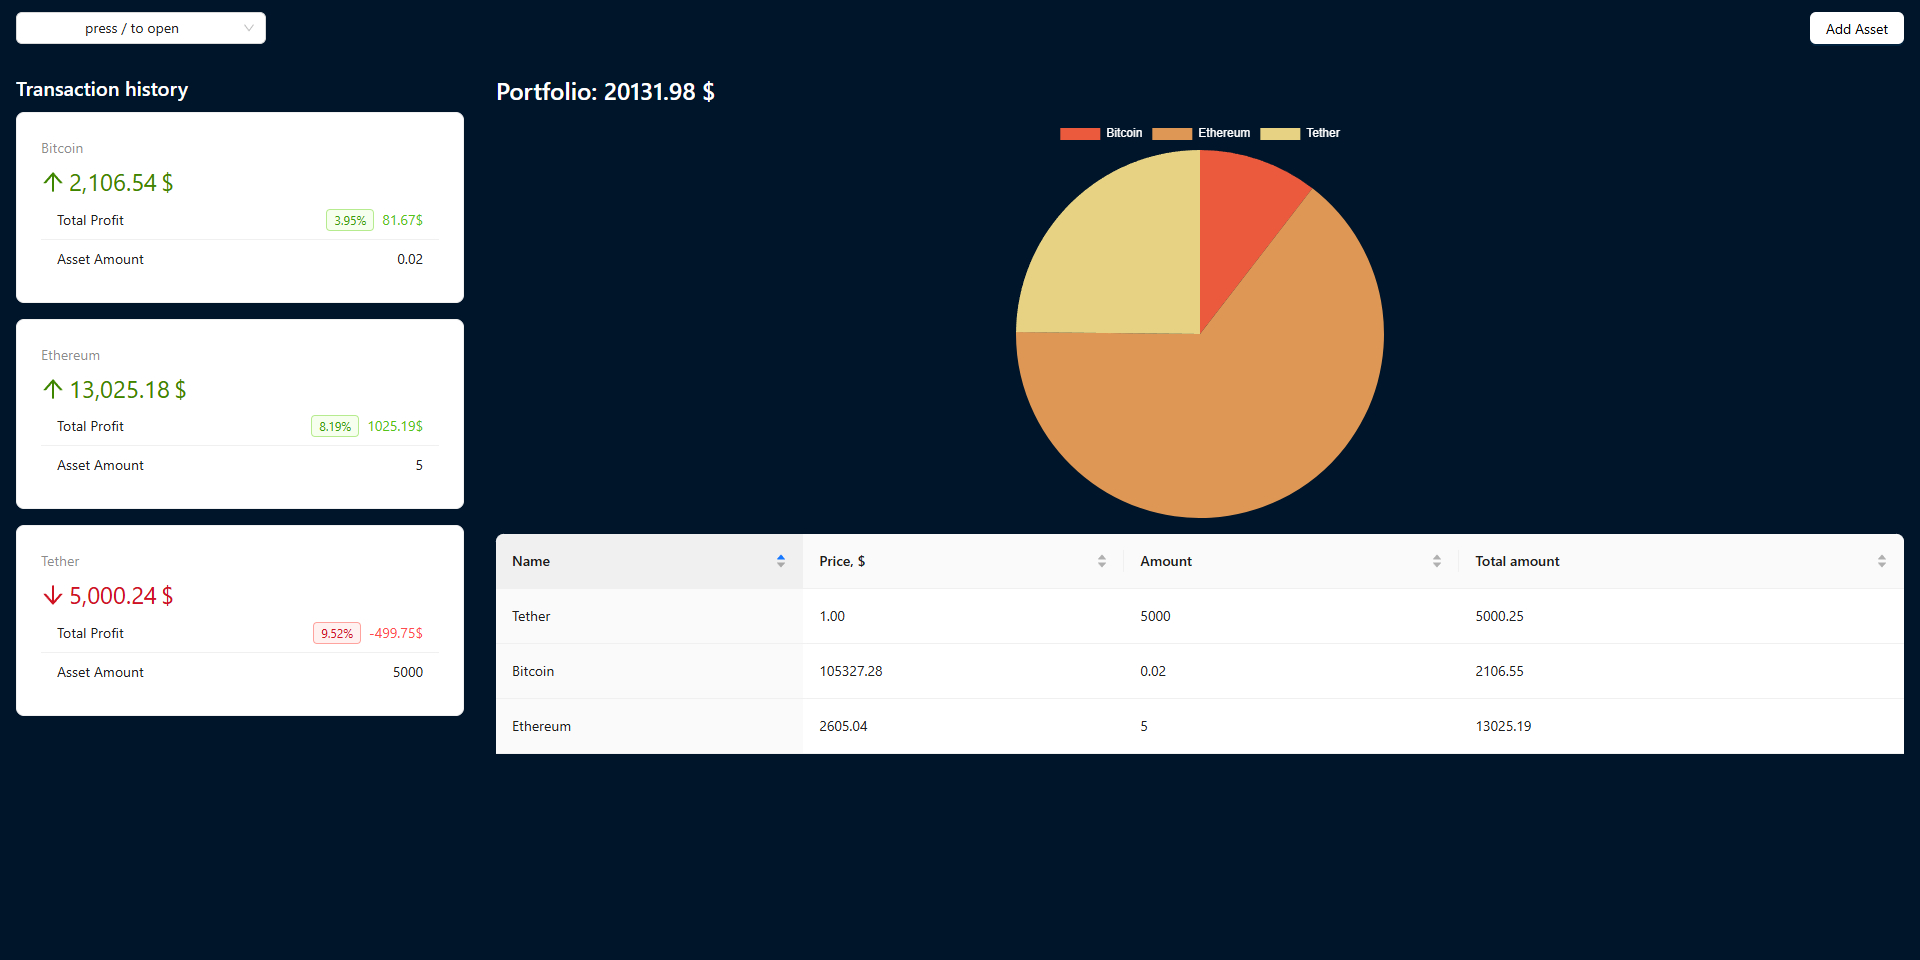 press / to open
Add Asset
Transaction history
Bitcoin
2,106.54 $
Total Profit 3.95% 81.67$
Asset Amount 0.02
Ethereum
13,025.18 $
Total Profit 8.19% 1025.19$
Asset Amount 5
Tether
5,000.24 $
Total Profit 9.52% -499.75$
Asset Amount 5000
Portfolio: 20131.98 $
Bitcoin Ethereum Tether
Name Price, $ Amount Total amount
Tether 1.00 5000 5000.25
Bitcoin 105327.28 0.02 2106.55
Ethereum 2605.04 5 13025.19